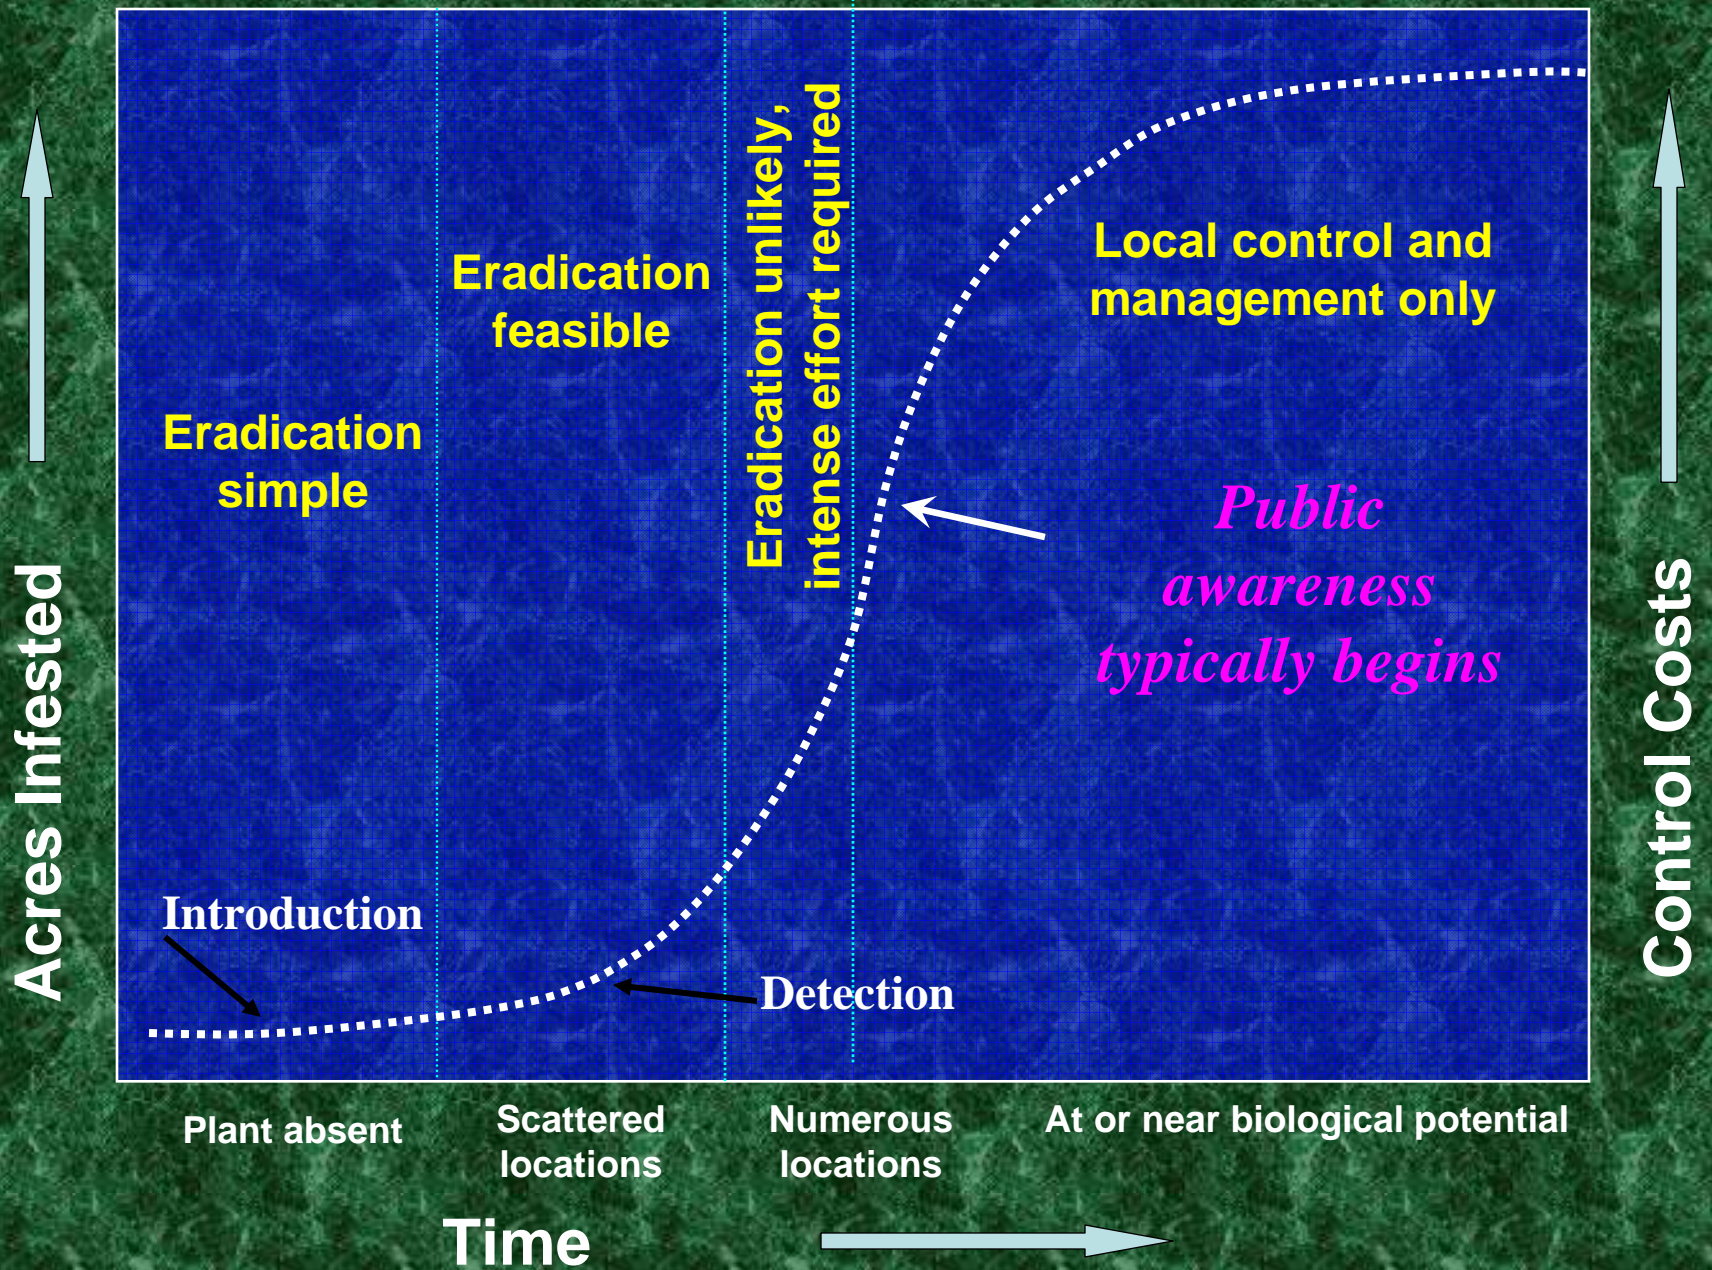 Acres Infested
Control Costs
Eradication
simple
Eradication
feasible
Eradication unlikely,
intense effort required
Local control and
management only
Public
awareness
typically begins
Introduction
Detection
Plant absent
Scattered
locations
Numerous
locations
At or near biological potential
Time